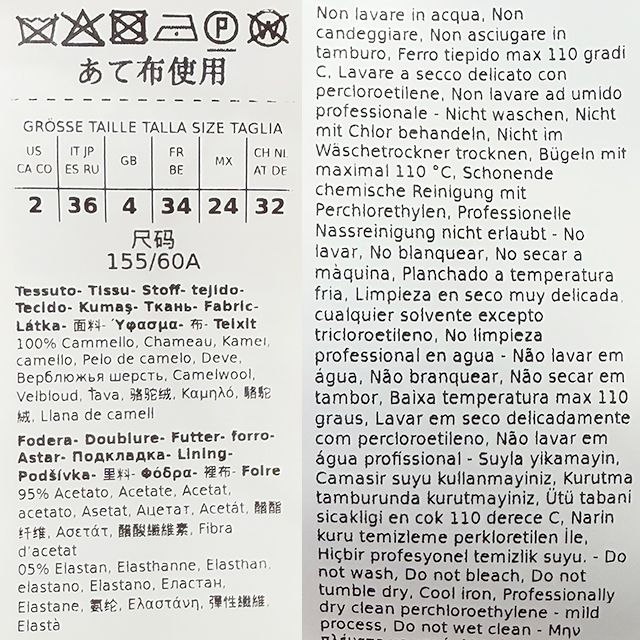 あて布使用
GRÖSSE TAILLE TALLA SIZE TAGLIA
US CA CO | IT JP ES RU | GB | FR BE | MX | CH NL AT DE
2 | 36 | 4 | 34 | 24 | 32
尺码
155/60A
Tessuto- Tissu- Stoff- tejido-
Tecido- Kumaş- Ткань- Fabric-
Látka- 面料- Ύφασμα- 布- Teixit
100% Cammello, Chameau, Kamel,
camello, Pelo de camelo, Deve,
Верблюжья шерсть, Camelwool,
Velbloud, ťava, 骆驼绒, Καμηλό, 駱駝
絨, Llana de camell
Fodera- Doublure- Futter- forro-
Astar- Подкладка- Lining-
Podšívka- 里料- Φόδρα- 裡布- Folre
95% Acetato, Acetate, Acetat,
acetato, Asetat, Ацетат, Acetát, 醋酯
纤维, Ασετάτ, 醋酸纖維素, Fibra
d'acetat
05% Elastan, Elasthanne, Elasthan,
elastano, Elastano, Еластан,
Elastane, 氨纶, Ελαστάνη, 彈性纖維,
Elastà
Non lavare in acqua, Non
candeggiare, Non asciugare in
tamburo, Ferro tiepido max 110 gradi
C, Lavare a secco delicato con
percloroetilene, Non lavare ad umido
professionale - Nicht waschen, Nicht
mit Chlor behandeln, Nicht im
Wäschetrockner trocknen, Bügeln mit
maximal 110 °C, Schonende
chemische Reinigung mit
Perchlorethylen, Professionelle
Nassreinigung nicht erlaubt - No
lavar, No blanquear, No secar a
màquina, Planchado a temperatura
fria, Limpieza en seco muy delicada,
cualquier solvente excepto
tricloroetileno, No limpieza
professional en agua - Não lavar em
água, Não branquear, Não secar em
tambor, Baixa temperatura max 110
graus, Lavar em seco delicadamente
com percloroetileno, Não lavar em
água profissional - Suyla yikamayin,
Camasir suyu kullanmayiniz, Kurutma
tamburunda kurutmayiniz, Ütü tabani
sicakligi en cok 110 derece C, Narin
kuru temizleme perkloretilen İle,
Hiçbir profesyonel temizlik suyu. - Do
not wash, Do not bleach, Do not
tumble dry, Cool iron, Professionally
dry clean perchloroethylene - mild
process, Do not wet clean - Μην